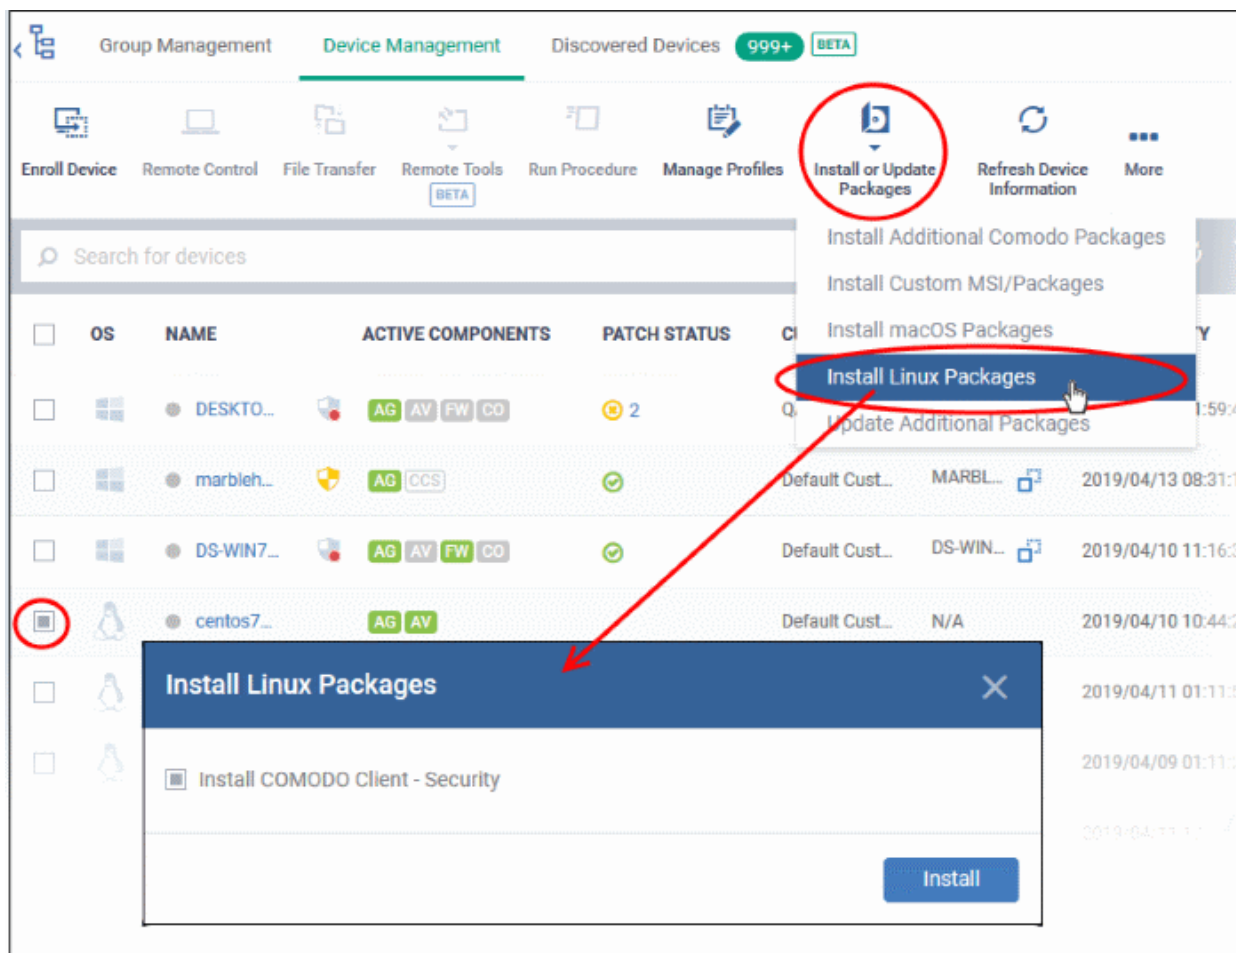 Group Management Device Management Discovered Devices 999+ BETA
Enroll Device Remote Control File Transfer Remote Tools Run Procedure Manage Profiles Install or Update Refresh Device More
BETA Packages Information
Search for devices
Install Additional Comodo Packages
Install Custom MSI/Packages
Install macOS Packages
Install Linux Packages
Update Additional Packages
OS NAME ACTIVE COMPONENTS PATCH STATUS
DESKTO... AG AV FW CO 2
marbleh... AG CCS Default Cust... MARBL... 2019/04/13 08:31:
DS-WIN7... AG AV FW CO Default Cust... DS-WIN... 2019/04/10 11:16:
centos7... AG AV Default Cust... N/A 2019/04/10 10:44:
2019/04/11 01:11:
2019/04/09 01:11:
Install Linux Packages
Install COMODO Client - Security
Install